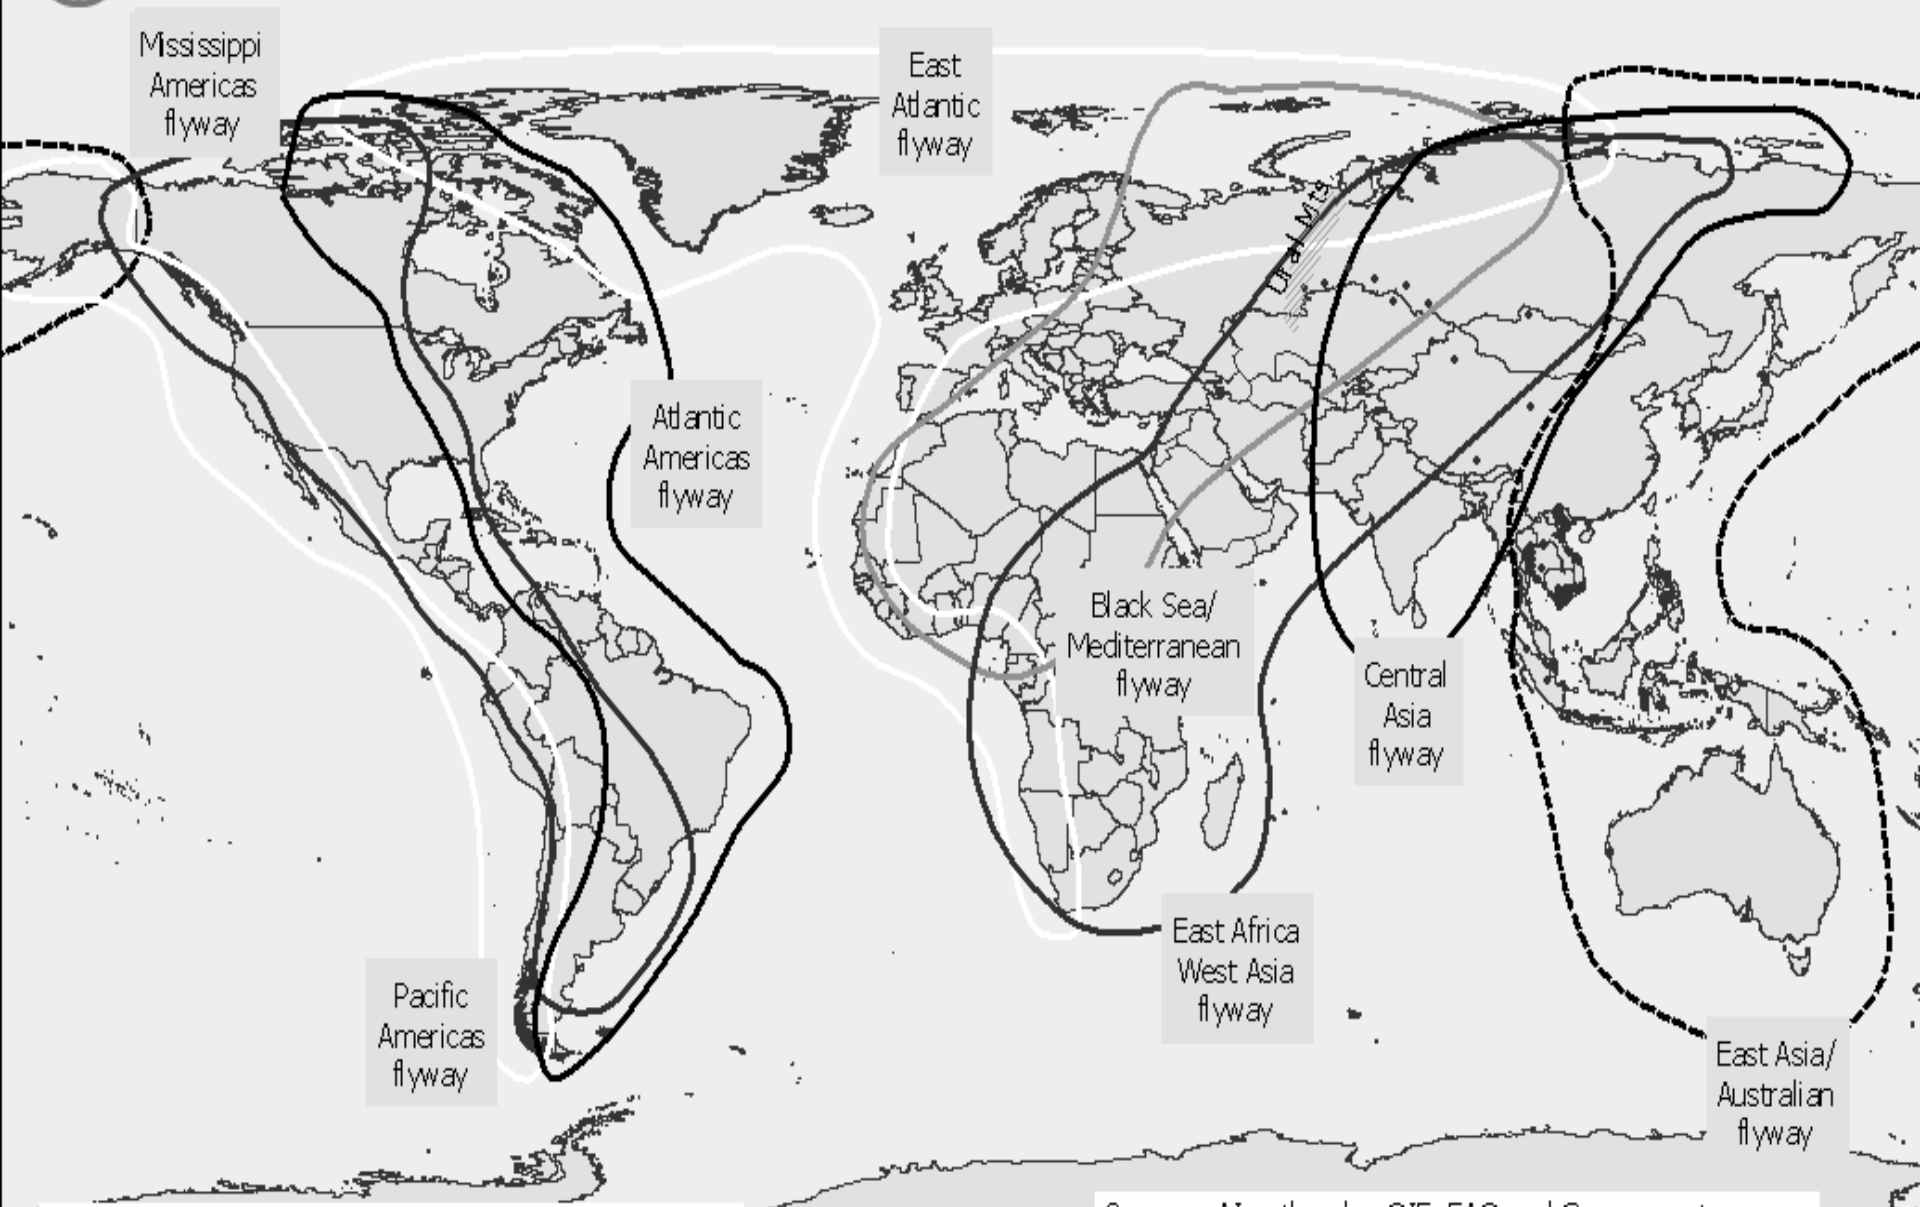 Mississippi
Americas
flyway
East
Atlantic
flyway
Ural Mts
Atlantic
Americas
flyway
Black Sea/
Mediterranean
flyway
Central
Asia
flyway
East Africa
West Asia
flyway
Pacific
Americas
flyway
East Asia/
Australian
flyway